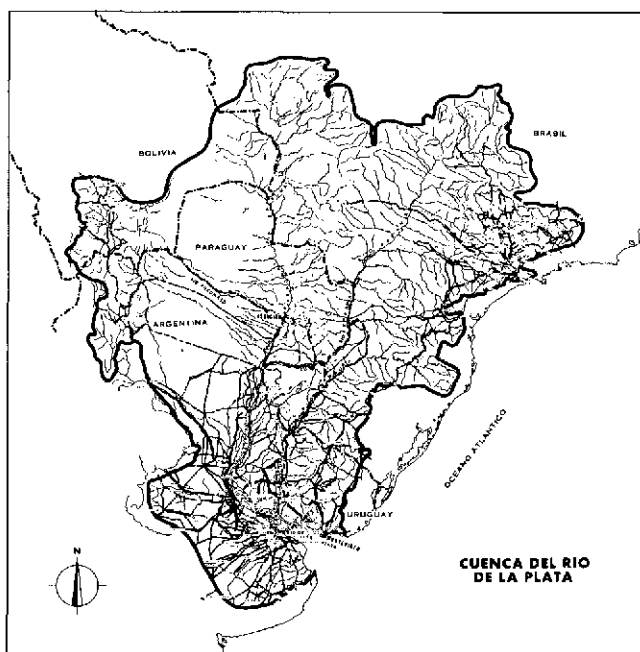 BOLIVIA
BRASIL
PARAGUAY
ARGENTINA
OCEANO ATLANTICO
URUGUAY
N
CUENCA DEL RIO
DE LA PLATA